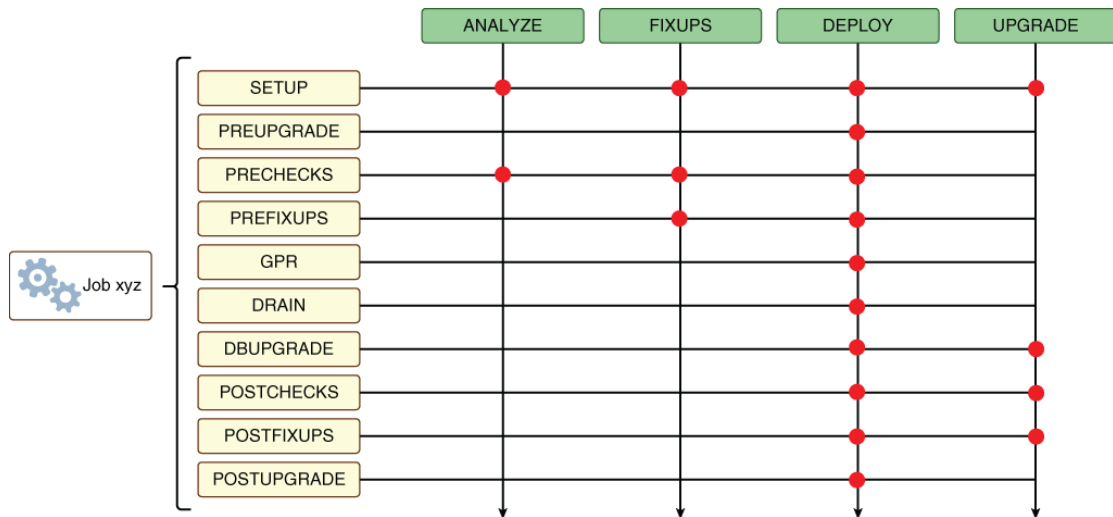 ANALYZE
FIXUPS
DEPLOY
UPGRADE
SETUP
PREUPGRADE
PRECHECKS
PREFIXUPS
GPR
DRAIN
DBUPGRADE
POSTCHECKS
POSTFIXUPS
POSTUPGRADE
Job xyz